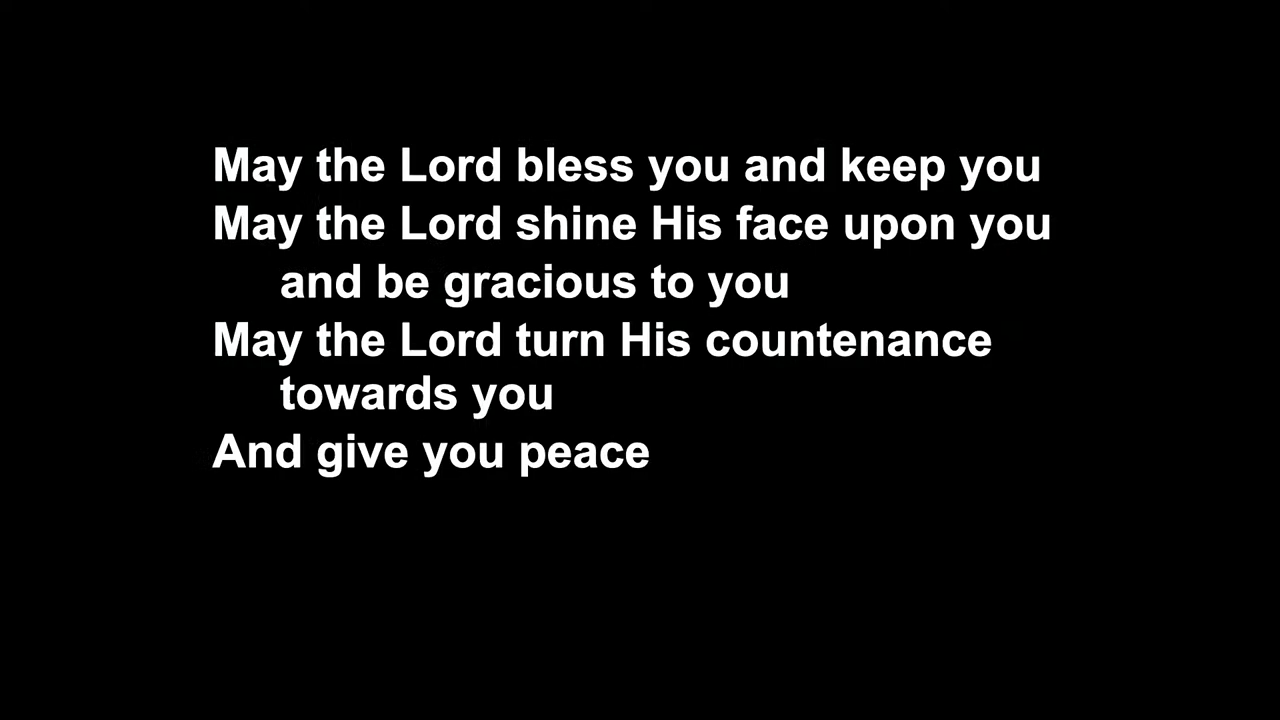 May the Lord bless you and keep you
May the Lord shine His face upon you
and be gracious to you
May the Lord turn His countenance
towards you
And give you peace